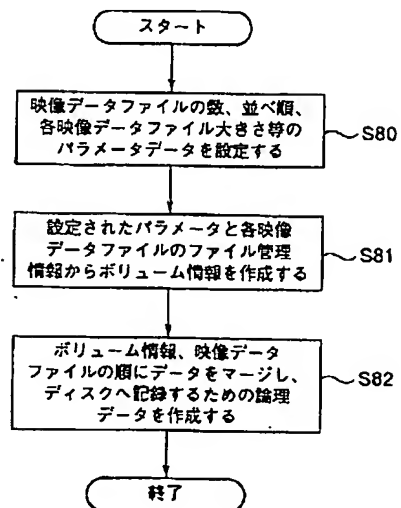 スタート
映像データファイルの数、並べ順、
各映像データファイル大きさ等の
パラメータデータを設定する
S80
設定されたパラメータと各映像
データファイルのファイル管理
情報からボリューム情報を作成する
S81
ボリューム情報、映像データ
ファイルの順にデータをマージし、
ディスクへ記録するための論理
データを作成する
S82
終了